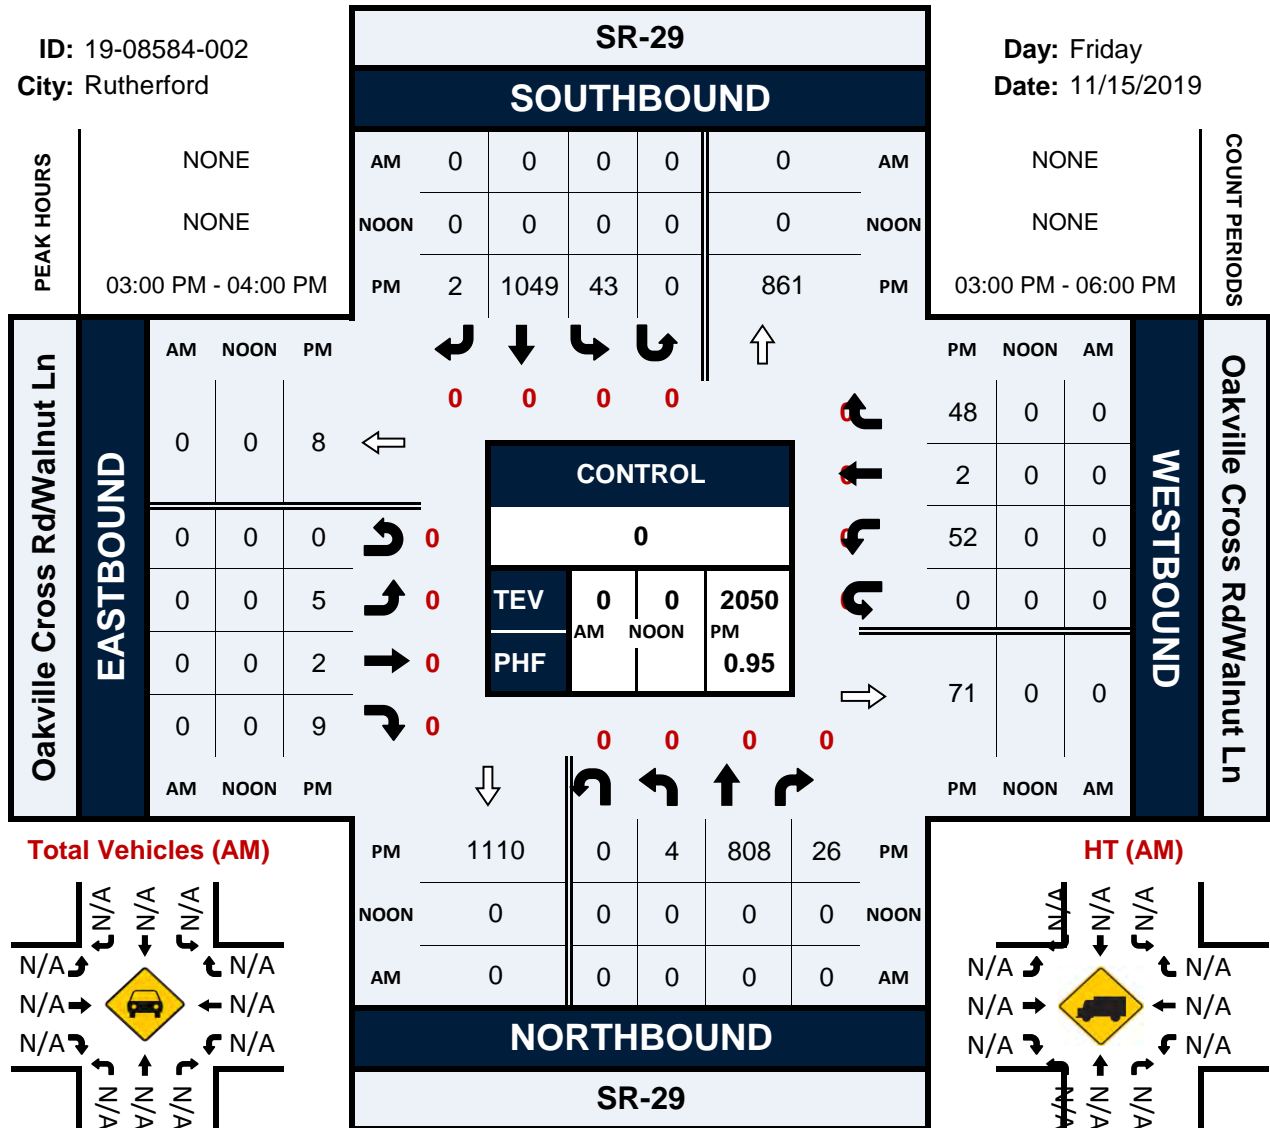 SR-29
ID: 19-08584-002
Day: Friday
City: Rutherford
Date: 11/15/2019
SOUTHBOUND
PEAK HOURS
NONE
AM 0 0 0 0 0 AM
NONE
COUNT PERIODS
NONE
NOON 0 0 0 0 0 NOON
NONE
03:00 PM - 04:00 PM
PM 2 1049 43 0 861 PM
03:00 PM - 06:00 PM
Oakville Cross Rd/Walnut Ln
EASTBOUND
AM NOON PM
PM NOON AM
WESTBOUND
Oakville Cross Rd/Walnut Ln
0 0 0 0
0 0 8
0 48 0 0
0 2 0 0
0 0 0 0
0 52 0 0
0 0 5 0
0 0 0
0 0 2 0
71 0 0
0 0 9 0
AM NOON PM
PM NOON AM
CONTROL
0
TEV 0 0 2050
AM NOON PM
PHF 0.95
0 0 0 0
PM 1110 0 4 808 26 PM
NOON 0 0 0 0 0 NOON
AM 0 0 0 0 0 AM
NORTHBOUND
SR-29
Total Vehicles (AM)
N/A N/A N/A
N/A N/A
N/A N/A
N/A N/A
N/A N/A N/A
HT (AM)
N/A N/A N/A
N/A N/A
N/A N/A
N/A N/A
N/A N/A N/A